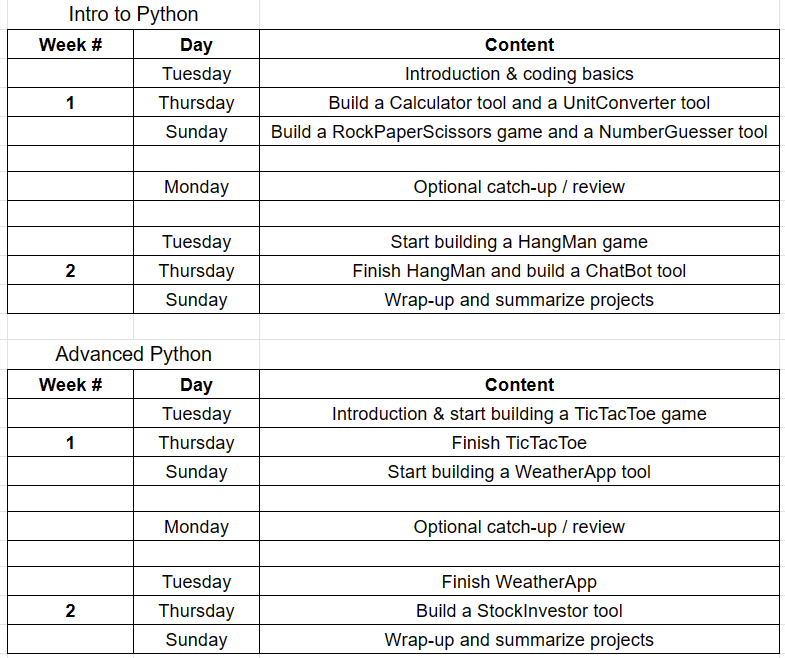 Intro to Python
Week # Day Content
Tuesday Introduction & coding basics
1 Thursday Build a Calculator tool and a UnitConverter tool
Sunday Build a RockPaperScissors game and a NumberGuesser tool
Monday Optional catch-up / review
Tuesday Start building a HangMan game
2 Thursday Finish HangMan and build a ChatBot tool
Sunday Wrap-up and summarize projects
Advanced Python
Week # Day Content
Tuesday Introduction & start building a TicTacToe game
1 Thursday Finish TicTacToe
Sunday Start building a WeatherApp tool
Monday Optional catch-up / review
Tuesday Finish WeatherApp
2 Thursday Build a StockInvestor tool
Sunday Wrap-up and summarize projects